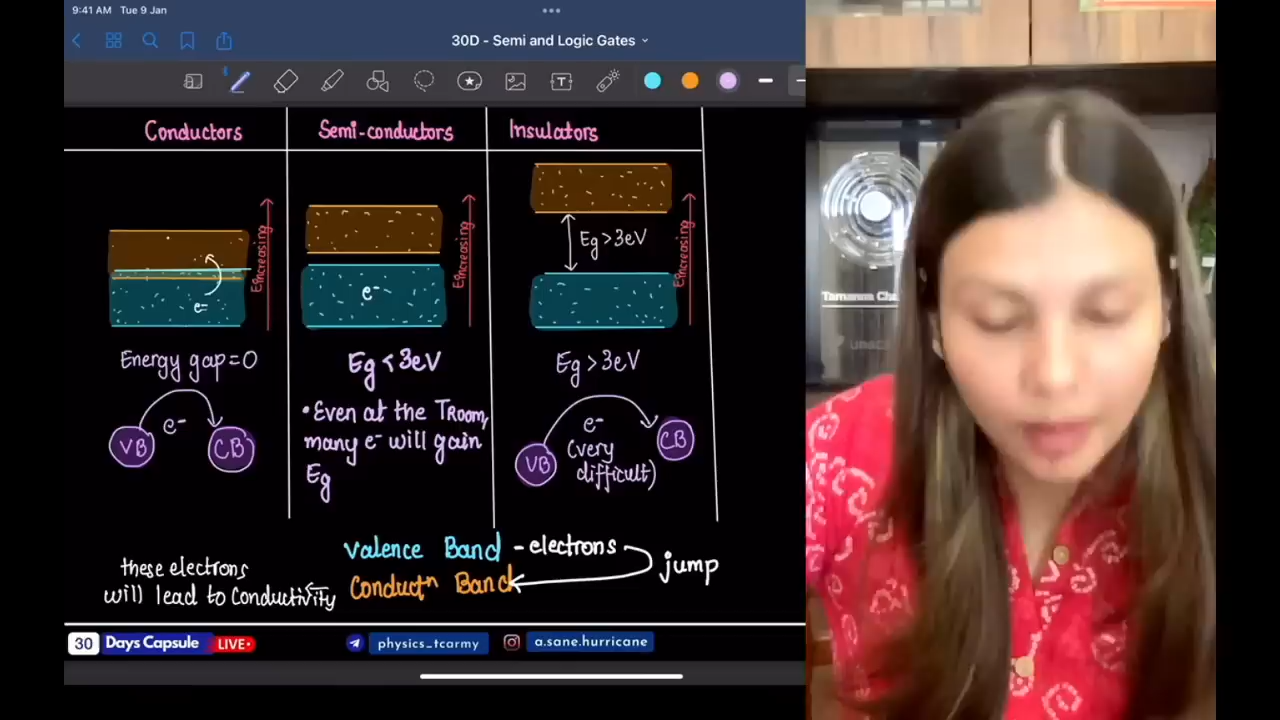 9:41 AM Tue 9 Jan
30D - Semi and Logic Gates
T
Conductors
Semi-conductors
Insulators
Eincreasing
Eincreasing
Eincreasing
Eg>3eV
e-
e-
Energy gap=0
Eg<3eV
Eg>3eV
VB
e-
CB
•Even at the TRoom,
many e- will gain
Eg
VB
e-
(very
difficult)
CB
Valence Band - electrons
jump
Conductn Band
these electrons
will lead to conductivity
30 Days Capsule LIVE
physics_tcarmy
a.sane.hurricane